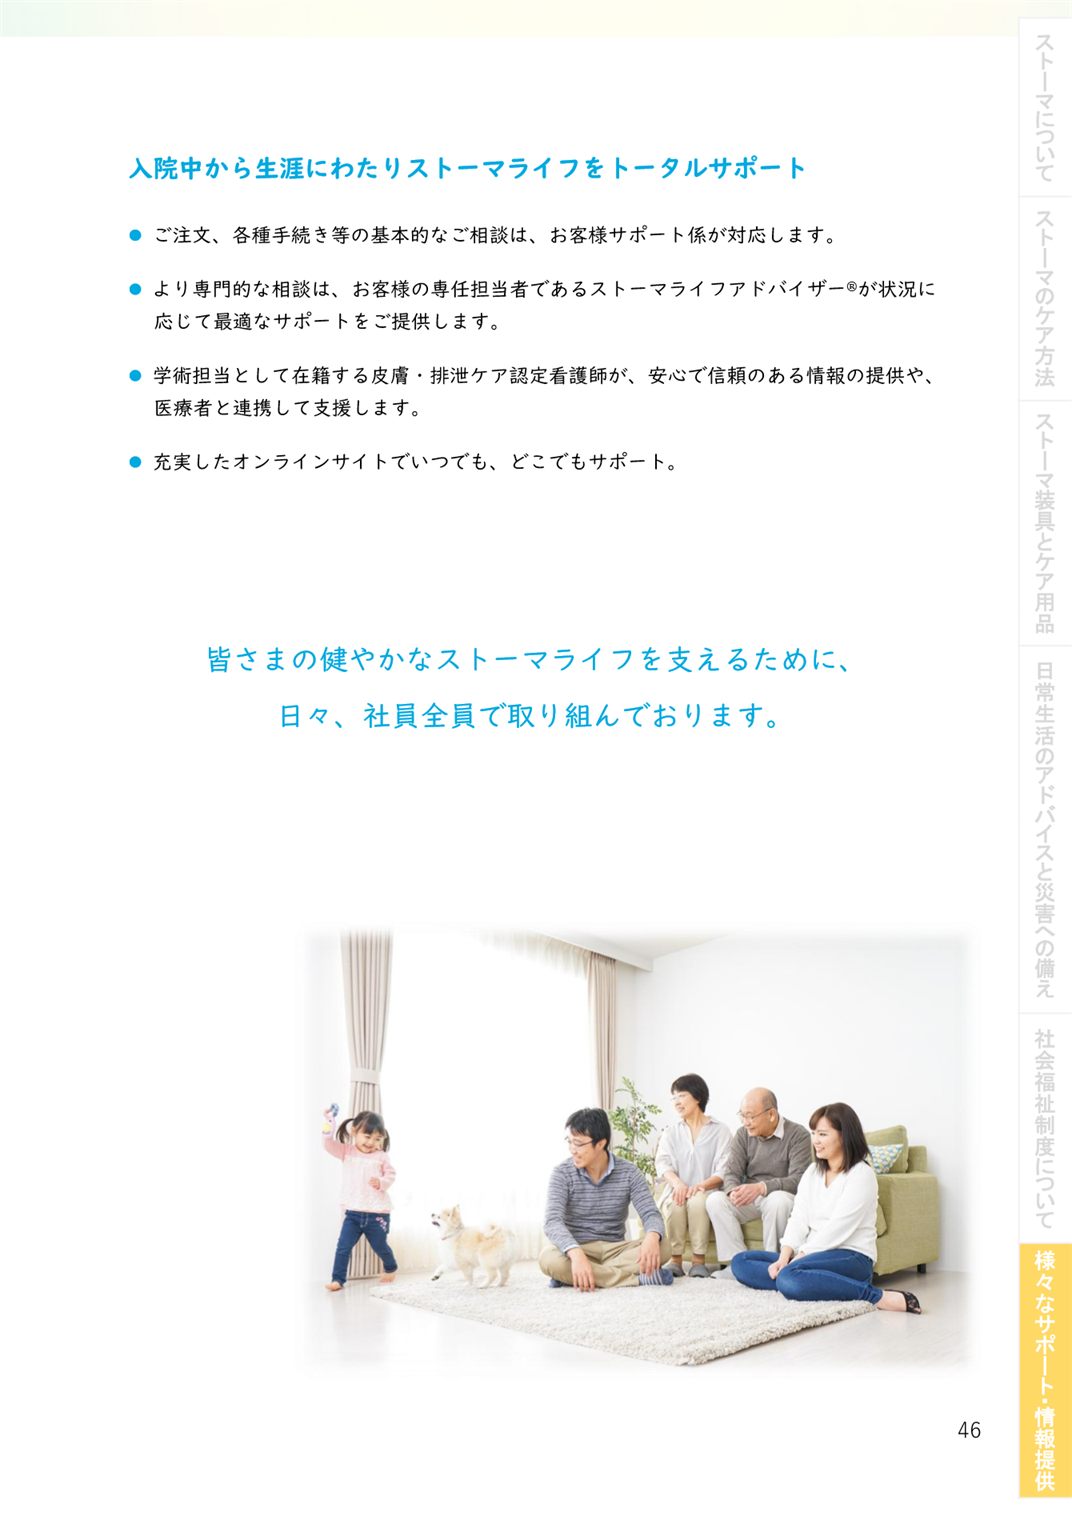 入院中から生涯にわたりストーマライフをトータルサポート
● ご注文、各種手続き等の基本的なご相談は、お客様サポート係が対応します。
● より専門的な相談は、お客様の専任担当者であるストーマライフアドバイザー®が状況に
応じて最適なサポートをご提供します。
● 学術担当として在籍する皮膚・排泄ケア認定看護師が、安心で信頼のある情報の提供や、
医療者と連携して支援します。
● 充実したオンラインサイトでいつでも、どこでもサポート。
皆さまの健やかなストーマライフを支えるために、
日々、社員全員で取り組んでおります。
46
ストーマについて
ストーマのケア方法
ストーマ装具とケア用品
日常生活のアドバイスと災害への備え
社会福祉制度について
様々なサポート・情報提供